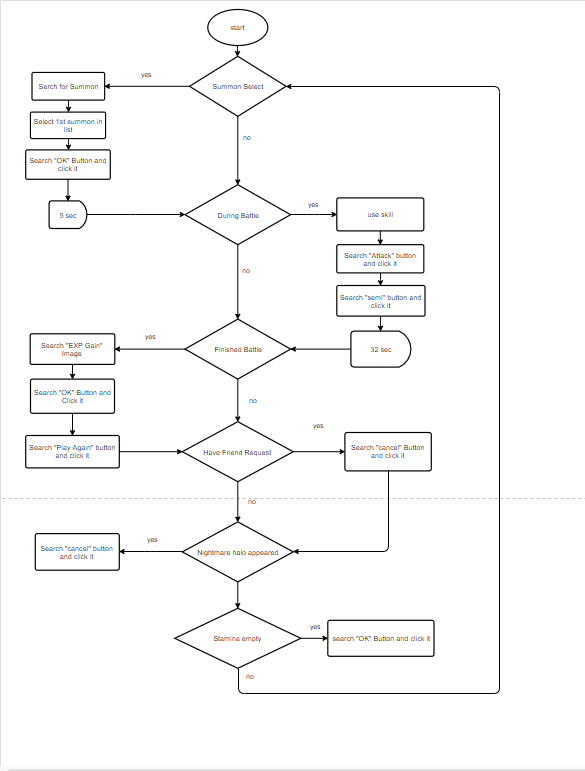 start
yes
Serch for Summon
Summon Select
Select 1st summon in
list
no
Search "OK" Button and
click it
5 sec
During Battle
yes
use skill
Search "Attack" button
and click it
no
Search "semi" button and
click it
32 sec
Finished Battle
yes
Search "EXP Gain"
Image
Search "OK" Button and
Click it
no
Search "Play Again" button
and click it
Have Friend Request
yes
Search "cancel" Button
and click it
no
Nightmare halo appeared
yes
Search "cancel" button
and click it
Stamina empty
yes
search "OK" Button and click it
no